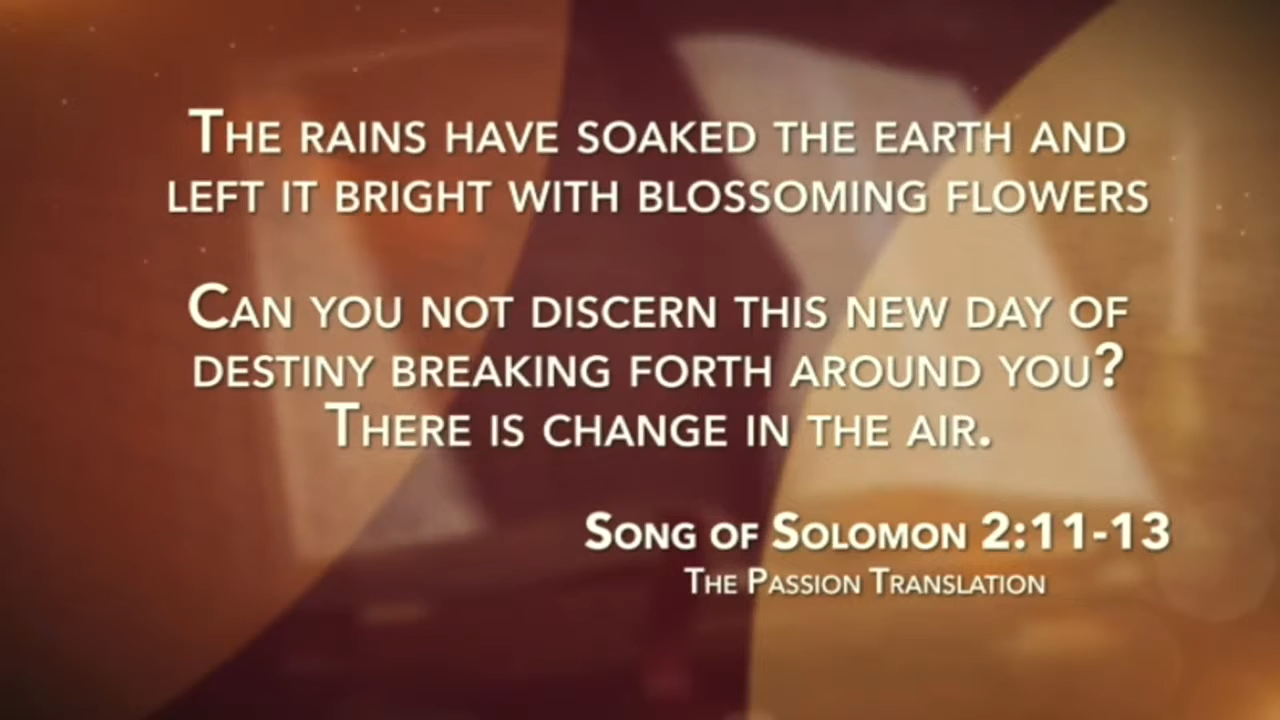 The rains have soaked the earth and
left it bright with blossoming flowers
Can you not discern this new day of
destiny breaking forth around you?
There is change in the air.
Song of Solomon 2:11-13
The Passion Translation